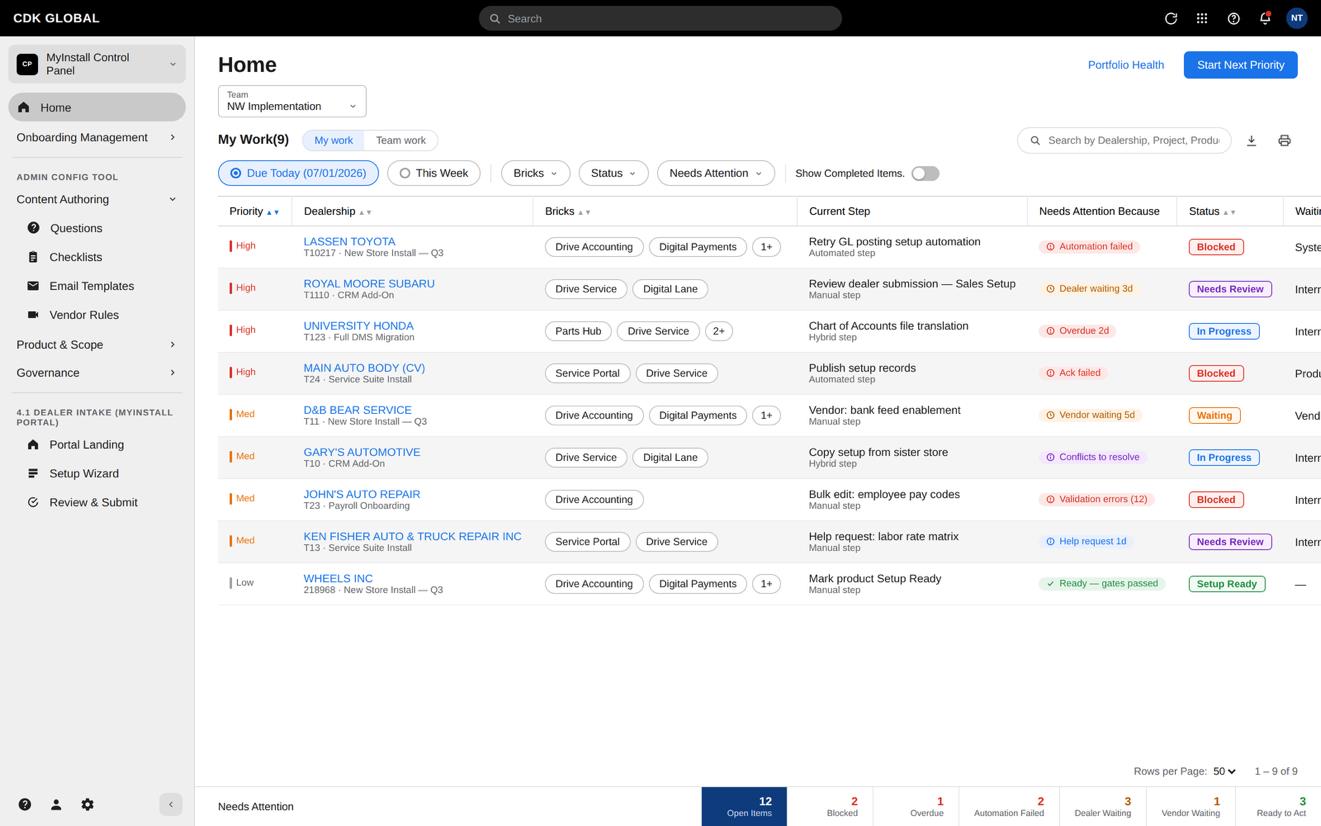 CDK GLOBAL
Search
NT
CP
MyInstall Control
Panel
Home
Onboarding Management
ADMIN CONFIG TOOL
Content Authoring
Questions
Checklists
Email Templates
Vendor Rules
Product & Scope
Governance
4.1 DEALER INTAKE (MYINSTALL
PORTAL)
Portal Landing
Setup Wizard
Review & Submit
Home
Portfolio Health
Start Next Priority
Team
NW Implementation
My Work(9)
My work
Team work
Search by Dealership, Project, Produ
Due Today (07/01/2026)
This Week
Bricks
Status
Needs Attention
Show Completed Items.
Priority Dealership Bricks Current Step Needs Attention Because Status Waitin
High LASSEN TOYOTA Drive Accounting Digital Payments 1+ Retry GL posting setup automation Automation failed Blocked Syste
T10217 · New Store Install — Q3 Automated step
High ROYAL MOORE SUBARU Drive Service Digital Lane Review dealer submission — Sales Setup Dealer waiting 3d Needs Review Intern
T1110 · CRM Add-On Manual step
High UNIVERSITY HONDA Parts Hub Drive Service 2+ Chart of Accounts file translation Overdue 2d In Progress Intern
T123 · Full DMS Migration Hybrid step
High MAIN AUTO BODY (CV) Service Portal Drive Service Publish setup records Ack failed Blocked Produ
T24 · Service Suite Install Automated step
Med D&B BEAR SERVICE Drive Accounting Digital Payments 1+ Vendor: bank feed enablement Vendor waiting 5d Waiting Vend
T11 · New Store Install — Q3 Manual step
Med GARY'S AUTOMOTIVE Drive Service Digital Lane Copy setup from sister store Conflicts to resolve In Progress Intern
T10 · CRM Add-On Hybrid step
Med JOHN'S AUTO REPAIR Drive Accounting Bulk edit: employee pay codes Validation errors (12) Blocked Intern
T23 · Payroll Onboarding Manual step
Med KEN FISHER AUTO & TRUCK REPAIR INC Service Portal Drive Service Help request: labor rate matrix Help request 1d Needs Review Intern
T13 · Service Suite Install Manual step
Low WHEELS INC Drive Accounting Digital Payments 1+ Mark product Setup Ready Ready — gates passed Setup Ready —
218968 · New Store Install — Q3 Manual step
Rows per Page: 50 1 – 9 of 9
Needs Attention
12
Open Items
2
Blocked
1
Overdue
2
Automation Failed
3
Dealer Waiting
1
Vendor Waiting
3
Ready to Act